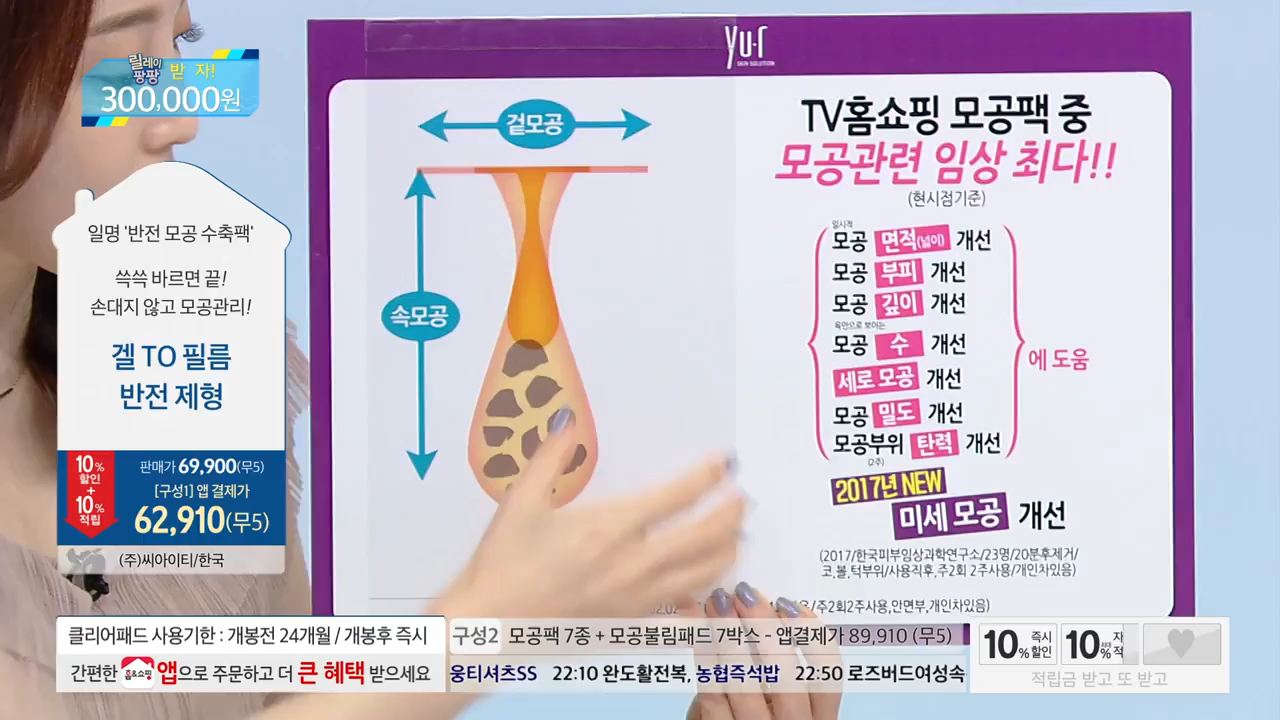 릴레이
팡팡 받자!
300,000원
일명 '반전 모공 수축팩'
쓱쓱 바르면 끝!
손대지 않고 모공관리!
겔 TO 필름
반전 제형
10%
할인
+
10%
적립
판매가 69,900(무5)
[구성1] 앱 결제가
62,910(무5)
(주)씨아이티/한국
yu·r
SKIN SOLUTION
겉모공
속모공
TV홈쇼핑 모공팩 중
모공관련 임상 최다!!
(현시점기준)
일시적
모공 면적(넓이) 개선
모공 부피 개선
모공 깊이 개선
육안으로 보이는
모공 수 개선
세로 모공 개선
모공 밀도 개선
모공부위 탄력 개선
(2주)
에 도움
2017년 NEW
미세 모공 개선
(2017/한국피부임상과학연구소/23명/20분후제거/
코,볼,턱부위/사용직후,주2회 2주사용/개인차있음)
/주2회2주사용,안면부,개인차있음)
클리어패드 사용기한 : 개봉전 24개월 / 개봉후 즉시
간편한 홈&쇼핑 앱으로 주문하고 더 큰 혜택 받으세요
구성2 모공팩 7종 + 모공불림패드 7박스 - 앱결제가 89,910 (무5)
웅티셔츠SS 22:10 완도활전복, 농협즉석밥 22:50 로즈버드여성속
10% 즉시할인
10% 적
적립금 받고 또 받고